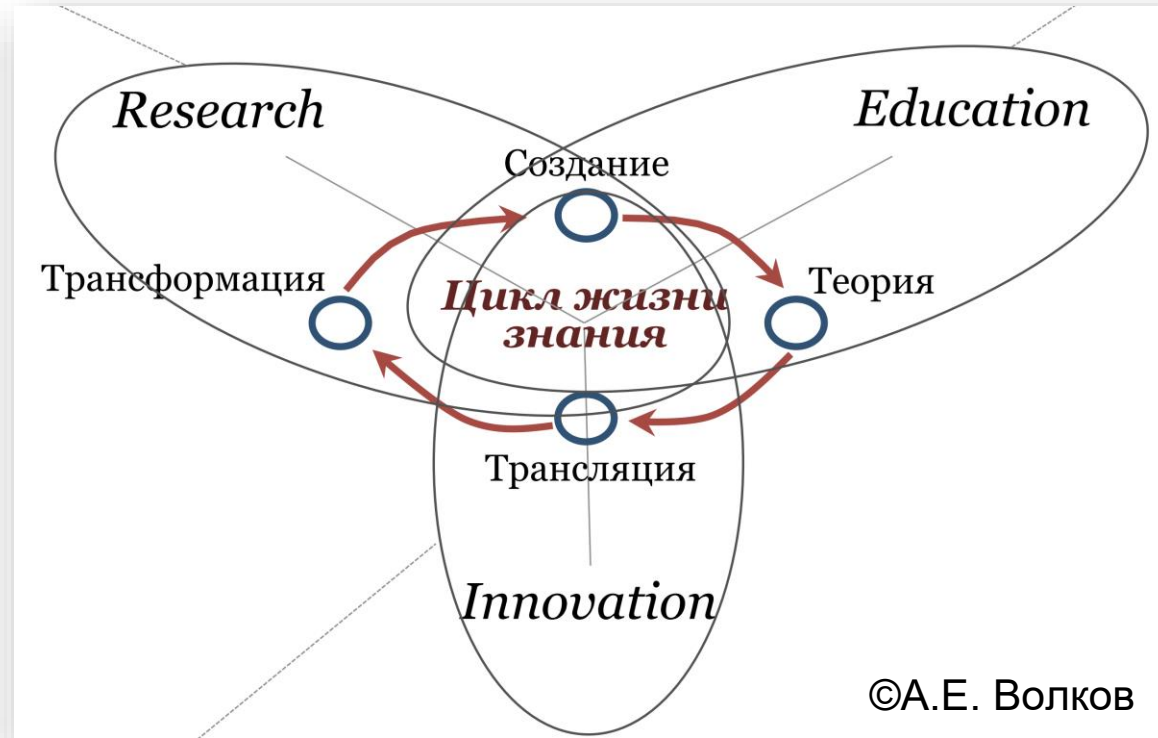 Research
Education
Создание
Трансформация
Теория
Цикл жизни
знания
Трансляция
Innovation
©А.Е. Волков